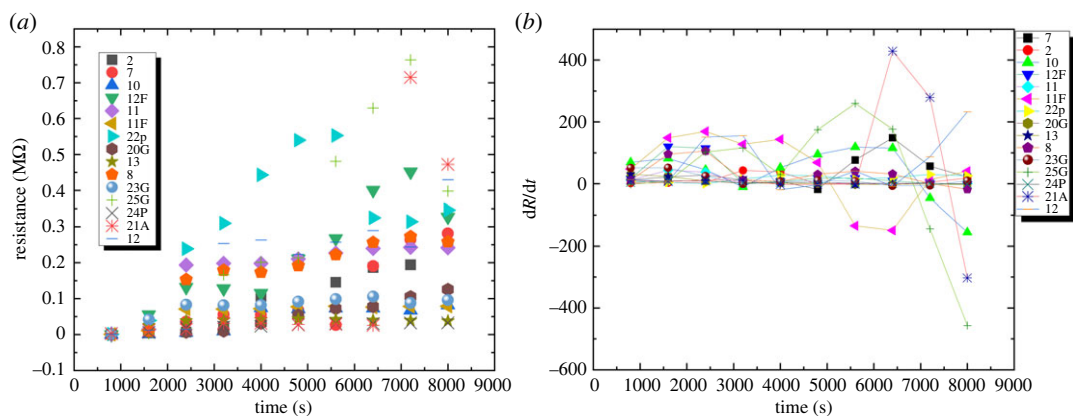 (a)
0.8
0.7
0.6
0.5
0.4
0.3
0.2
0.1
0
–0.1
resistance (MΩ)
2
7
10
12F
11
11F
22p
20G
13
8
23G
25G
24P
21A
12
0 1000 2000 3000 4000 5000 6000 7000 8000 9000
time (s)
(b)
400
200
0
–200
–400
–600
dR/dt
7
2
10
12F
11
11F
22p
20G
13
8
23G
25G
24P
21A
12
0 1000 2000 3000 4000 5000 6000 7000 8000 9000
time (s)